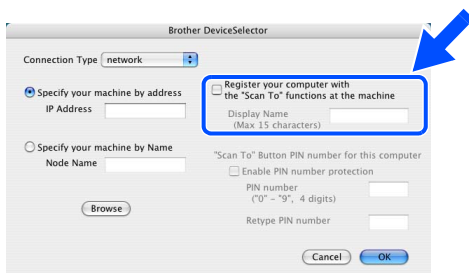 Brother DeviceSelector
Connection Type network
Specify your machine by address
IP Address
Specify your machine by Name
Node Name
Browse
Register your computer with
the "Scan To" functions at the machine
Display Name
(Max 15 characters)
"Scan To" Button PIN number for this computer
Enable PIN number protection
PIN number
("0" – "9", 4 digits)
Retype PIN number
Cancel OK